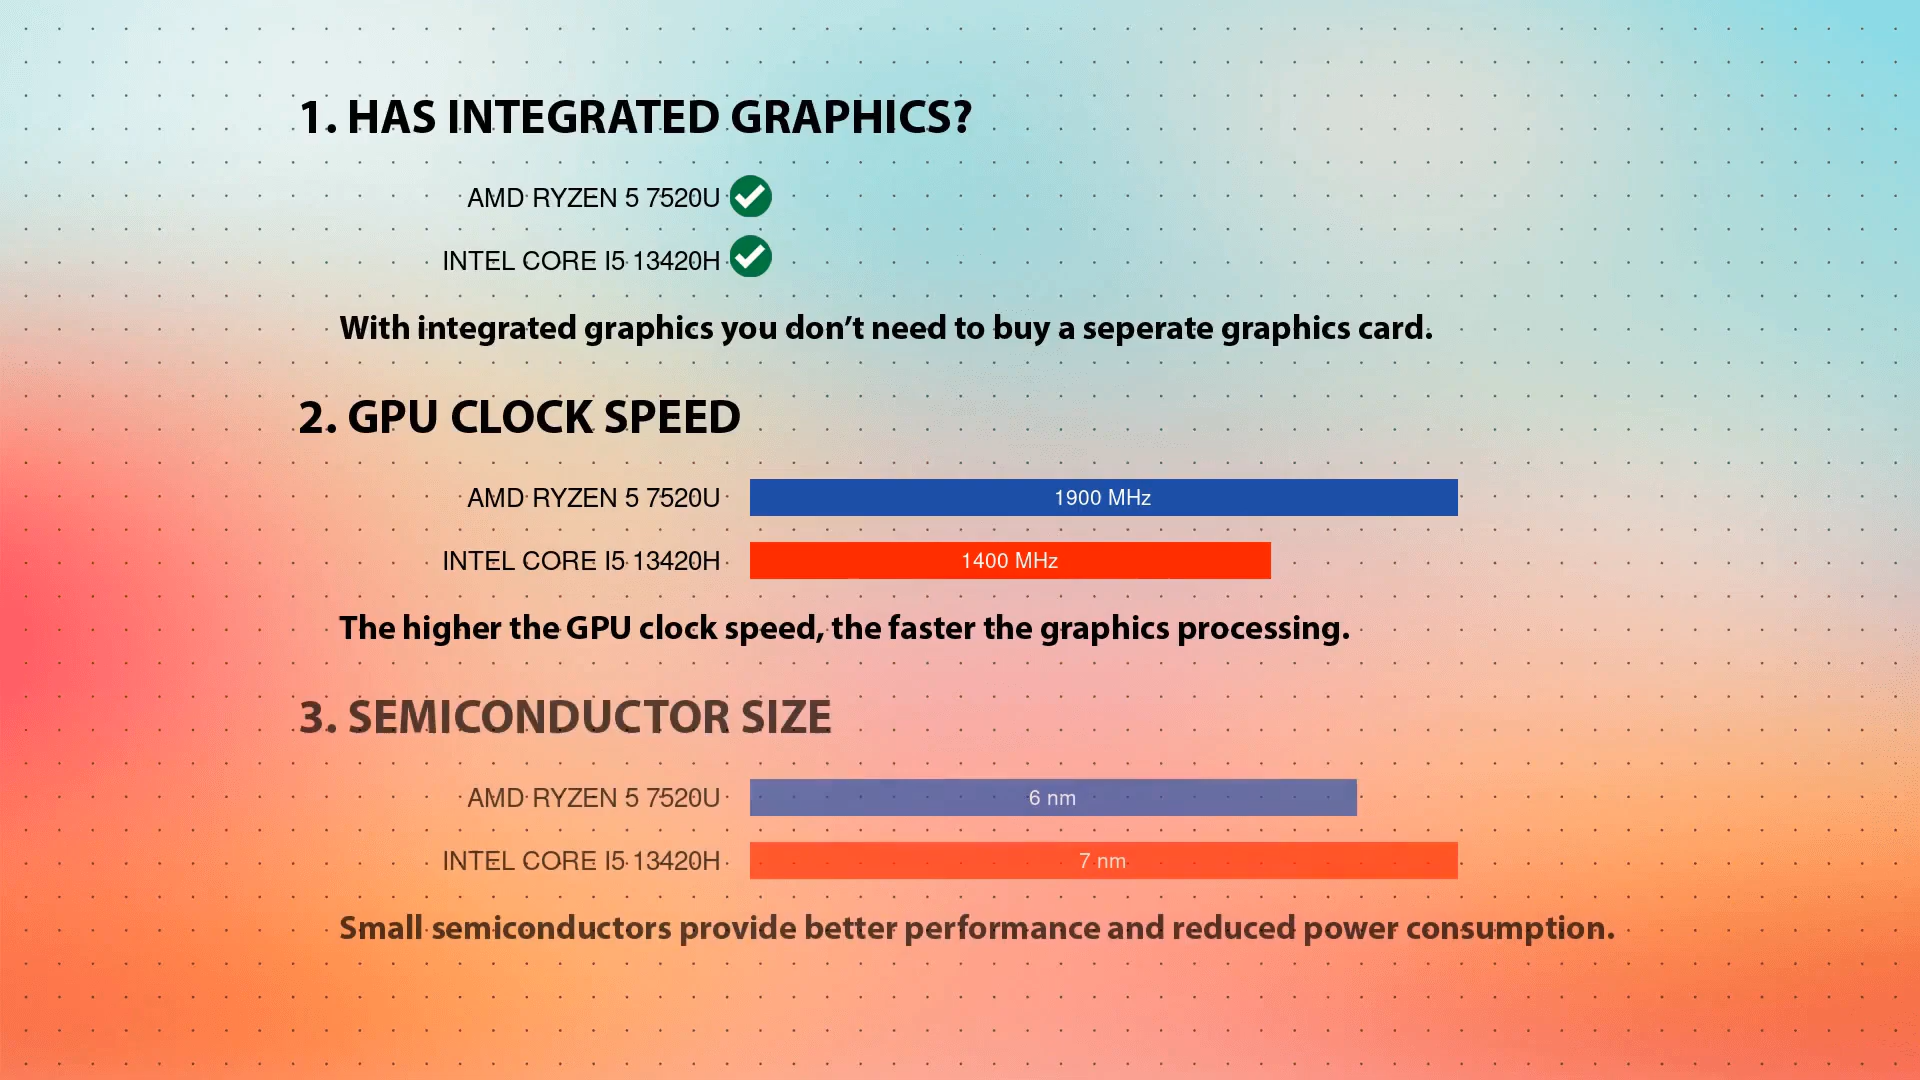 1. HAS INTEGRATED GRAPHICS?
AMD RYZEN 5 7520U
INTEL CORE I5 13420H
With integrated graphics you don’t need to buy a seperate graphics card.
2. GPU CLOCK SPEED
AMD RYZEN 5 7520U 1900 MHz
INTEL CORE I5 13420H 1400 MHz
The higher the GPU clock speed, the faster the graphics processing.
3. SEMICONDUCTOR SIZE
AMD RYZEN 5 7520U 6 nm
INTEL CORE I5 13420H 7 nm
Small semiconductors provide better performance and reduced power consumption.